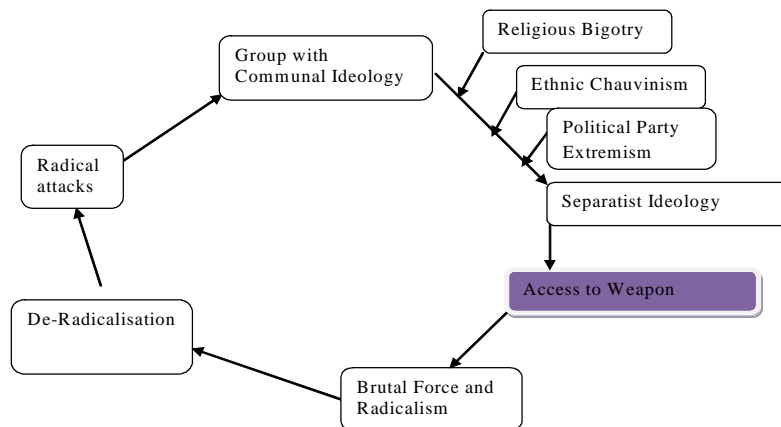 Religious Bigotry
Group with
Communal Ideology
Ethnic Chauvinism
Political Party
Extremism
Radical
attacks
Separatist Ideology
Access to Weapon
De-Radicalisation
Brutal Force and
Radicalism